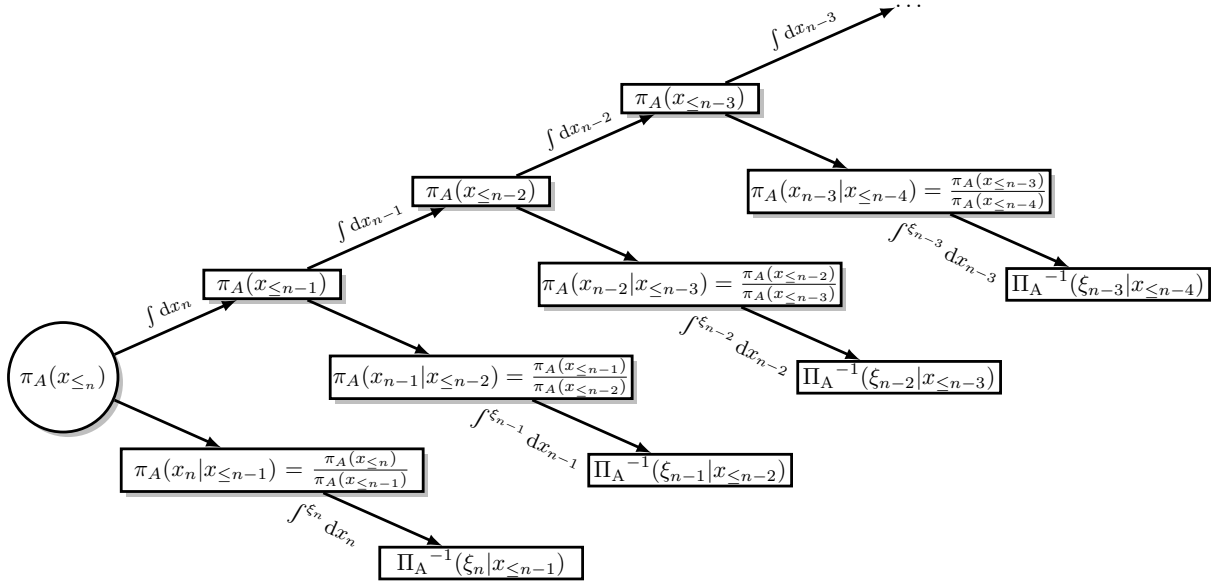 ∫ dx_{n−3}
· · ·
π_A(x_{≤n−3})
∫ dx_{n−2}
π_A(x_{n−3}|x_{≤n−4}) = π_A(x_{≤n−3})/π_A(x_{≤n−4})
π_A(x_{≤n−2})
∫ dx_{n−1}
∫^{ξ_{n−3}} dx_{n−3}
π_A(x_{n−2}|x_{≤n−3}) = π_A(x_{≤n−2})/π_A(x_{≤n−3})
Π_A^{−1}(ξ_{n−3}|x_{≤n−4})
π_A(x_{≤n−1})
∫ dx_n
∫^{ξ_{n−2}} dx_{n−2}
π_A(x_{≤n})
π_A(x_{n−1}|x_{≤n−2}) = π_A(x_{≤n−1})/π_A(x_{≤n−2})
Π_A^{−1}(ξ_{n−2}|x_{≤n−3})
∫^{ξ_{n−1}} dx_{n−1}
π_A(x_n|x_{≤n−1}) = π_A(x_{≤n})/π_A(x_{≤n−1})
Π_A^{−1}(ξ_{n−1}|x_{≤n−2})
∫^{ξ_n} dx_n
Π_A^{−1}(ξ_n|x_{≤n−1})